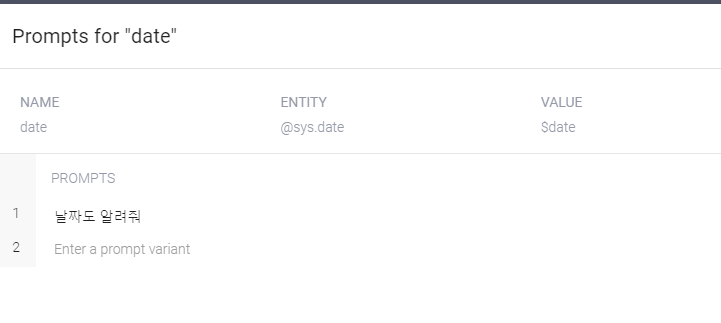 Prompts for "date"
NAME ENTITY VALUE
date @sys.date $date
PROMPTS
1 날짜도 알려줘
2 Enter a prompt variant